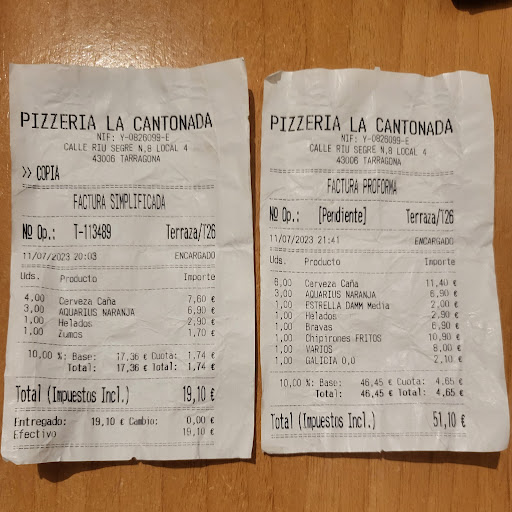 PIZZERIA LA CANTONADA
NIF: Y-0826099-E
CALLE RIU SEGRE N.8 LOCAL 4
43006 TARRAGONA
>> COPIA
FACTURA SIMPLIFICADA
Nº Op.: T-113489 Terraza/T26
11/07/2023 20:03 ENCARGADO
Uds. Producto Importe
4,00 Cerveza Caña 7,60 €
3,00 AQUARIUS NARANJA 6,90 €
1,00 Helados 2,90 €
1,00 Zumos 1,70 €
10,00 %: Base: 17,36 € Cuota: 1,74 €
Total: 17,36 € Total: 1,74 €
Total (Impuestos Incl.) 19,10 €
Entregado: 19,10 € Cambio: 0,00 €
Efectivo 19,10 €
PIZZERIA LA CANTONADA
NIF: Y-0826099-E
CALLE RIU SEGRE N.8 LOCAL 4
43006 TARRAGONA
FACTURA PROFORMA
Nº Op.: [Pendiente] Terraza/T26
11/07/2023 21:41 ENCARGADO
Uds. Producto Importe
6,00 Cerveza Caña 11,40 €
3,00 AQUARIUS NARANJA 6,90 €
1,00 ESTRELLA DAMM Media 2,00 €
1,00 Helados 2,90 €
1,00 Bravas 6,90 €
1,00 Chipirones FRITOS 10,90 €
1,00 VARIOS 8,00 €
1,00 GALICIA 0,0 2,10 €
10,00 %: Base: 46,45 € Cuota: 4,65 €
Total: 46,45 € Total: 4,65 €
Total (Impuestos Incl.) 51,10 €